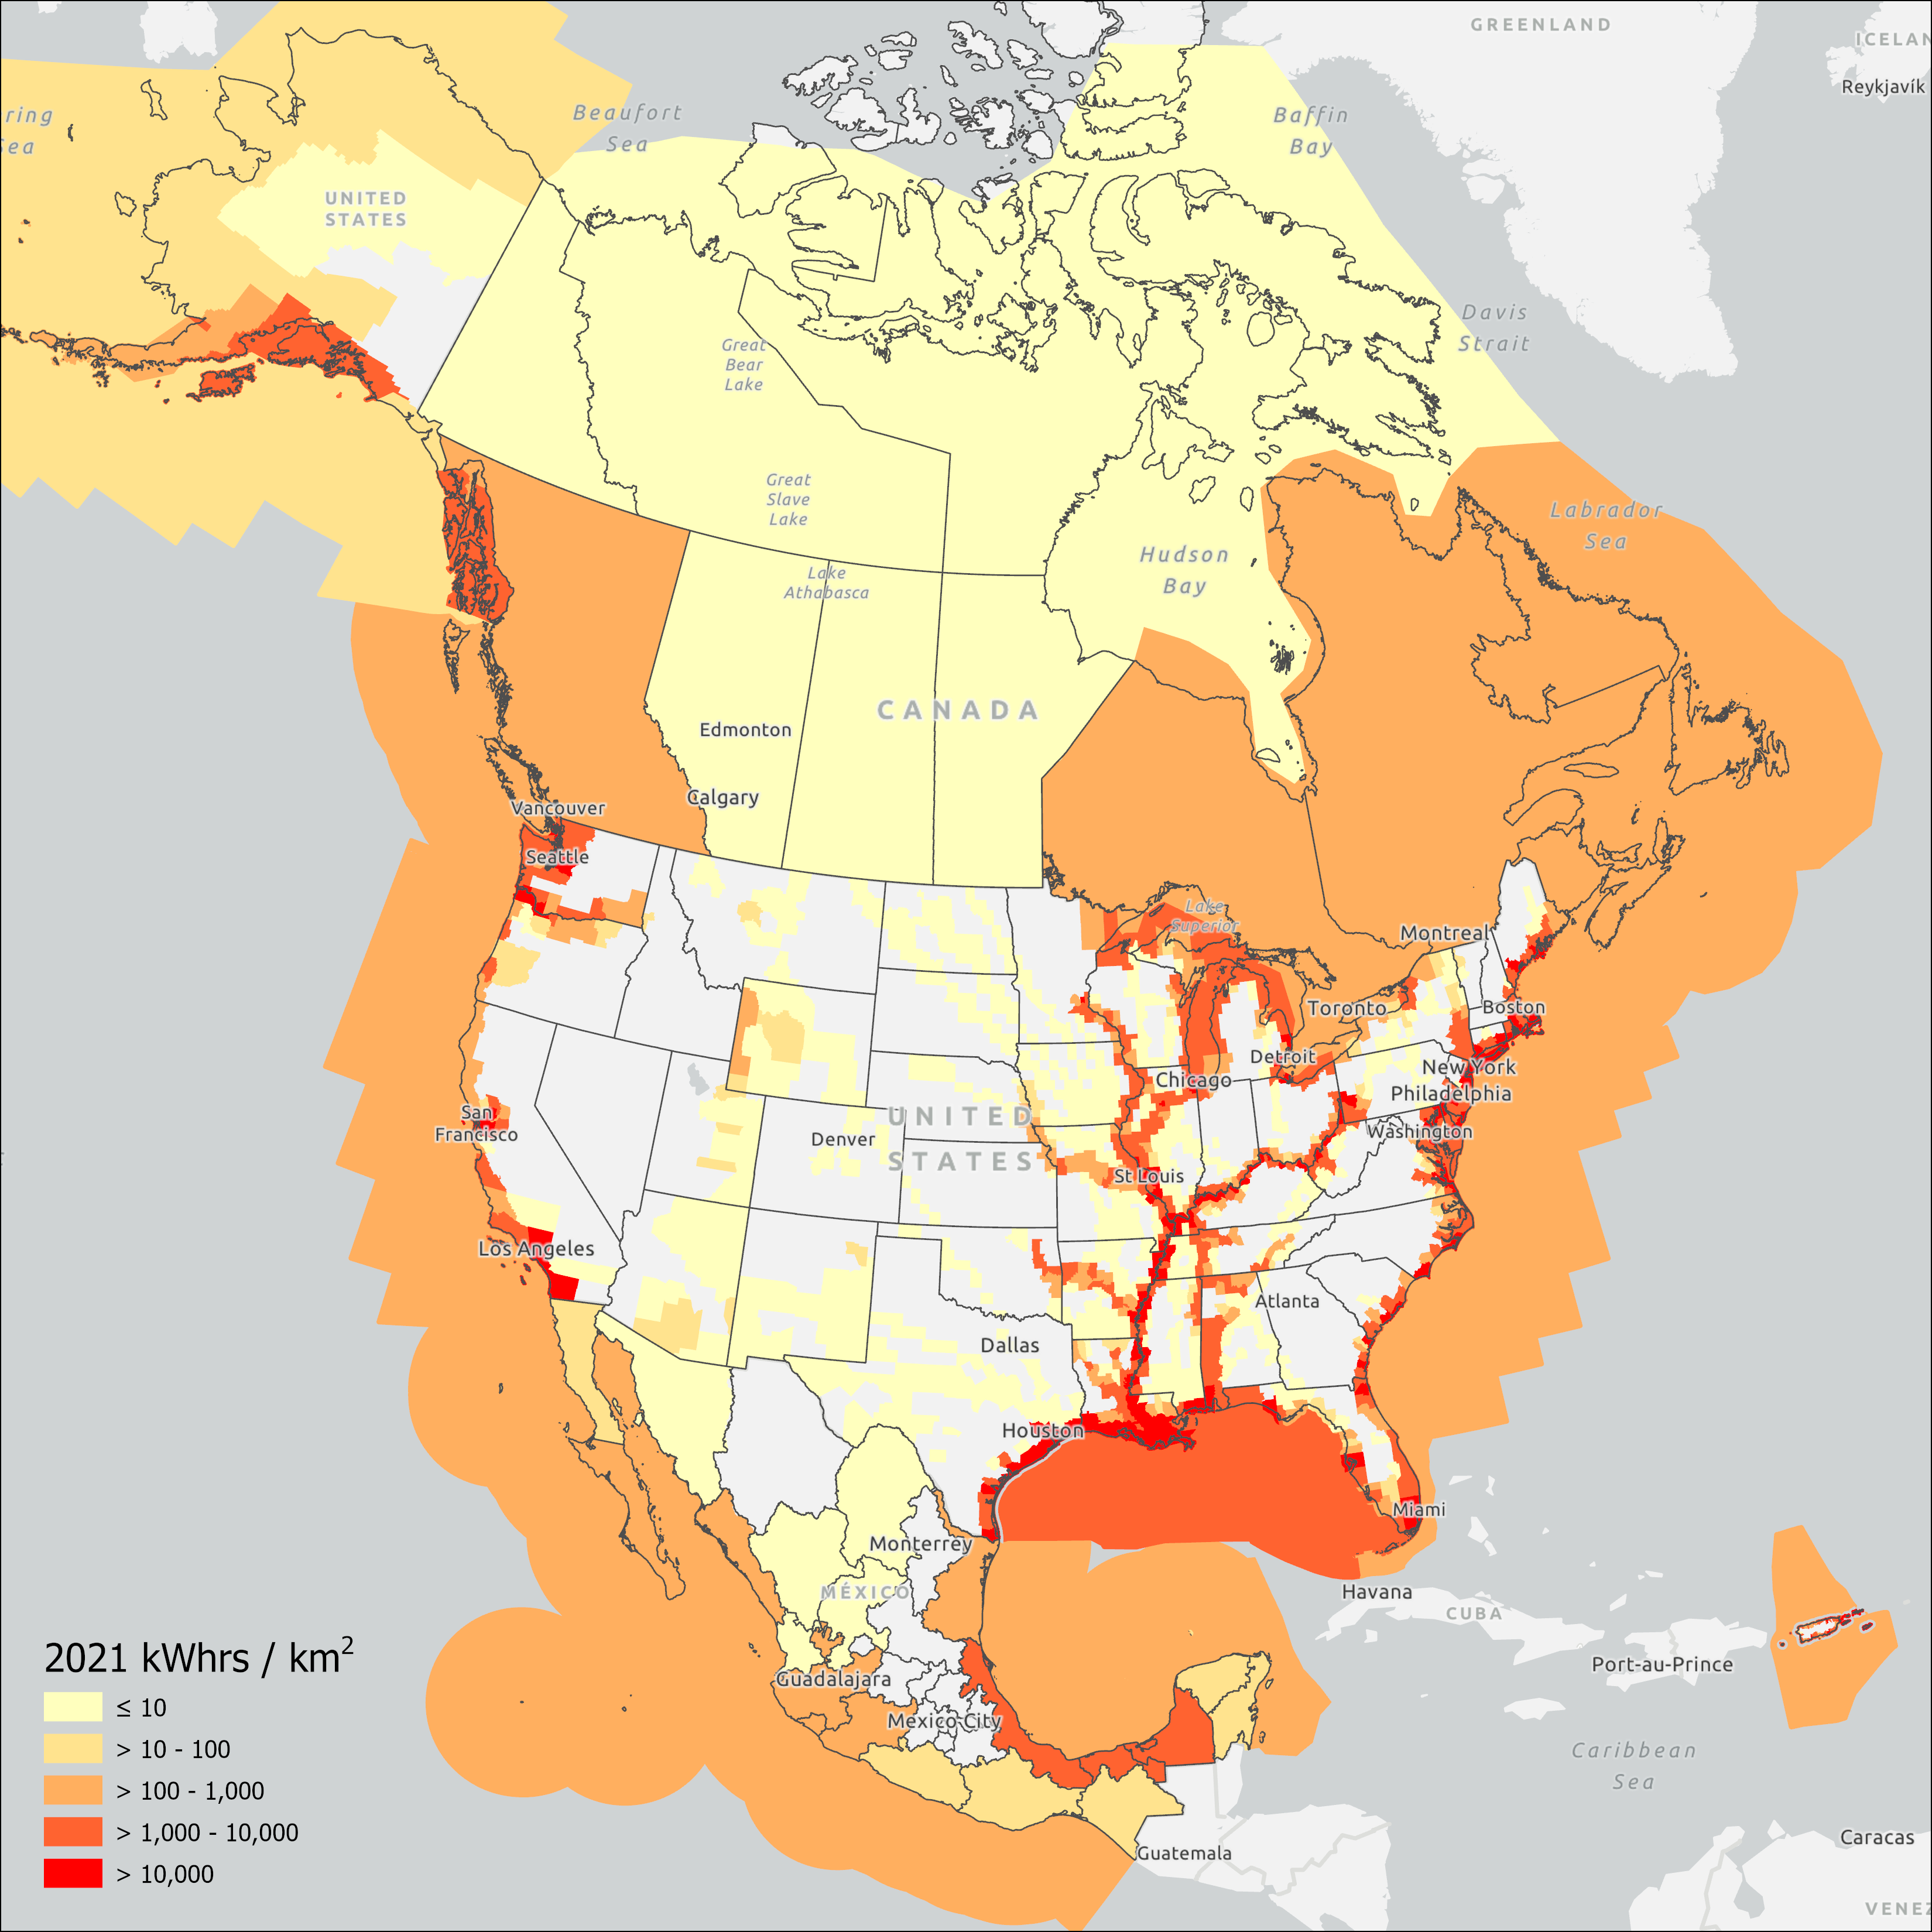 GREENLAND
ICELAN
Reykjavík
ring
ea
Beaufort
Sea
Baffin
Bay
UNITED
STATES
Davis
Strait
Great
Bear
Lake
Great
Slave
Lake
Labrador
Sea
Hudson
Bay
Lake
Athabasca
CANADA
Edmonton
Calgary
Vancouver
Seattle
Lake
Superior
Montreal
Toronto
Boston
Detroit
New York
Chicago
Philadelphia
San
Francisco
UNITED
STATES
Denver
Washington
St Louis
Los Angeles
Atlanta
Dallas
Houston
Miami
Monterrey
MÉXICO
Havana
CUBA
Port-au-Prince
Guadalajara
Mexico City
Caribbean
Sea
Guatemala
Caracas
VENEZ
2021 kWhrs / km²
≤ 10
> 10 - 100
> 100 - 1,000
> 1,000 - 10,000
> 10,000